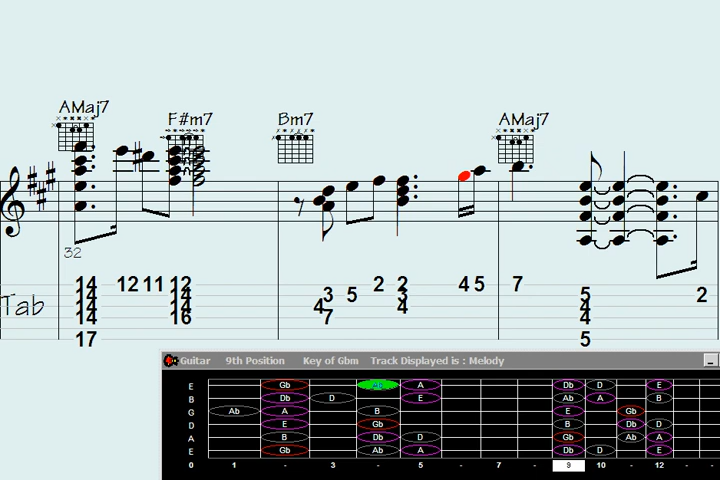 AMaj7 F#m7 Bm7 AMaj7
32
14 12 11 12 2 2 4 5 7
14 14 3 5 3 5
14 14 4 4 4
14 16 7 4 2
17 5
Tab
Guitar 9th Position Key of Gbm Track Displayed is : Melody
E Gb A Db D E
B Db D E Ab A B
G Ab A B E Gb
D E Gb B Db E
A B Db D Gb Ab A
E Gb Ab A Db D E
0 1 - 3 - 5 - 7 - 9 10 - 12 - -